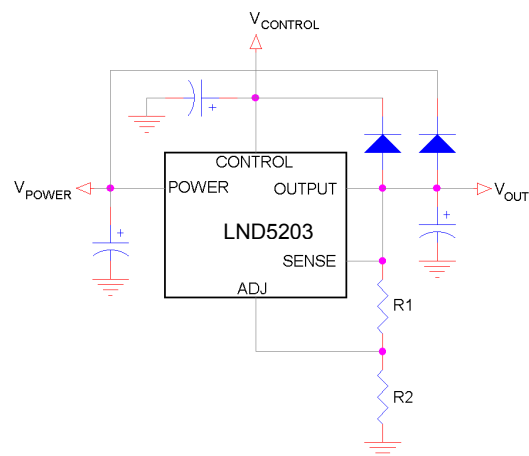 VCONTROL
+
CONTROL
VPOWER
POWER
OUTPUT
VOUT
+
+
LND5203
SENSE
ADJ
R1
R2